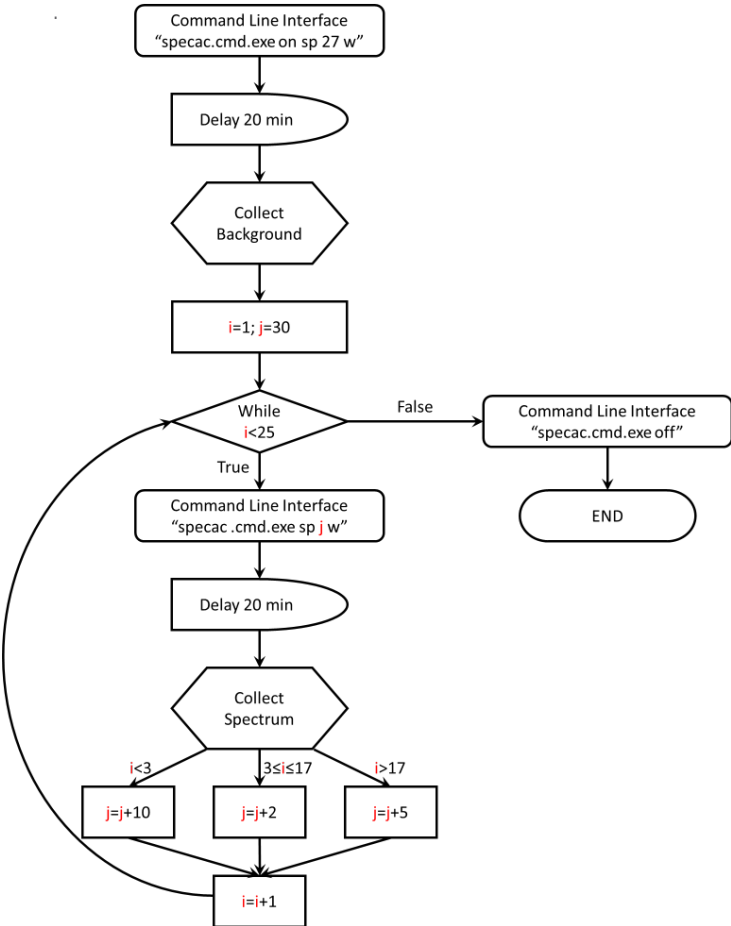 Command Line Interface
“specac.cmd.exe on sp 27 w”
Delay 20 min
Collect
Background
i=1; j=30
While
i<25
False
Command Line Interface
“specac.cmd.exe off”
True
END
Command Line Interface
“specac .cmd.exe sp j w”
Delay 20 min
Collect
Spectrum
i<3
3≤i≤17
i>17
j=j+10
j=j+2
j=j+5
i=i+1